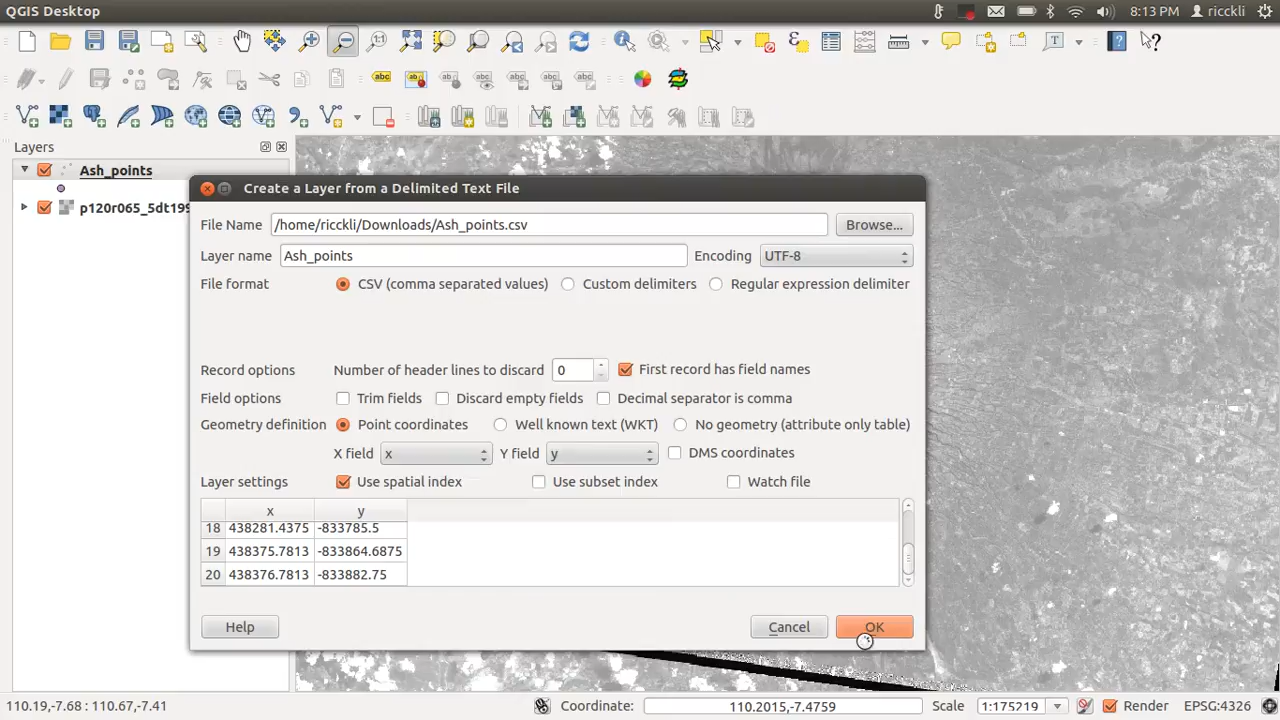 QGIS Desktop
8:13 PM ricckli
Layers
Ash_points
p120r065_5dt199
Create a Layer from a Delimited Text File
File Name /home/ricckli/Downloads/Ash_points.csv Browse...
Layer name Ash_points Encoding UTF-8
File format CSV (comma separated values) Custom delimiters Regular expression delimiter
Record options Number of header lines to discard 0 First record has field names
Field options Trim fields Discard empty fields Decimal separator is comma
Geometry definition Point coordinates Well known text (WKT) No geometry (attribute only table)
X field x Y field y DMS coordinates
Layer settings Use spatial index Use subset index Watch file
x y
18 438281.4375 -833785.5
19 438375.7813 -833864.6875
20 438376.7813 -833882.75
Help Cancel OK
110.19,-7.68 : 110.67,-7.41 Coordinate: 110.2015,-7.4759 Scale 1:175219 Render EPSG:4326